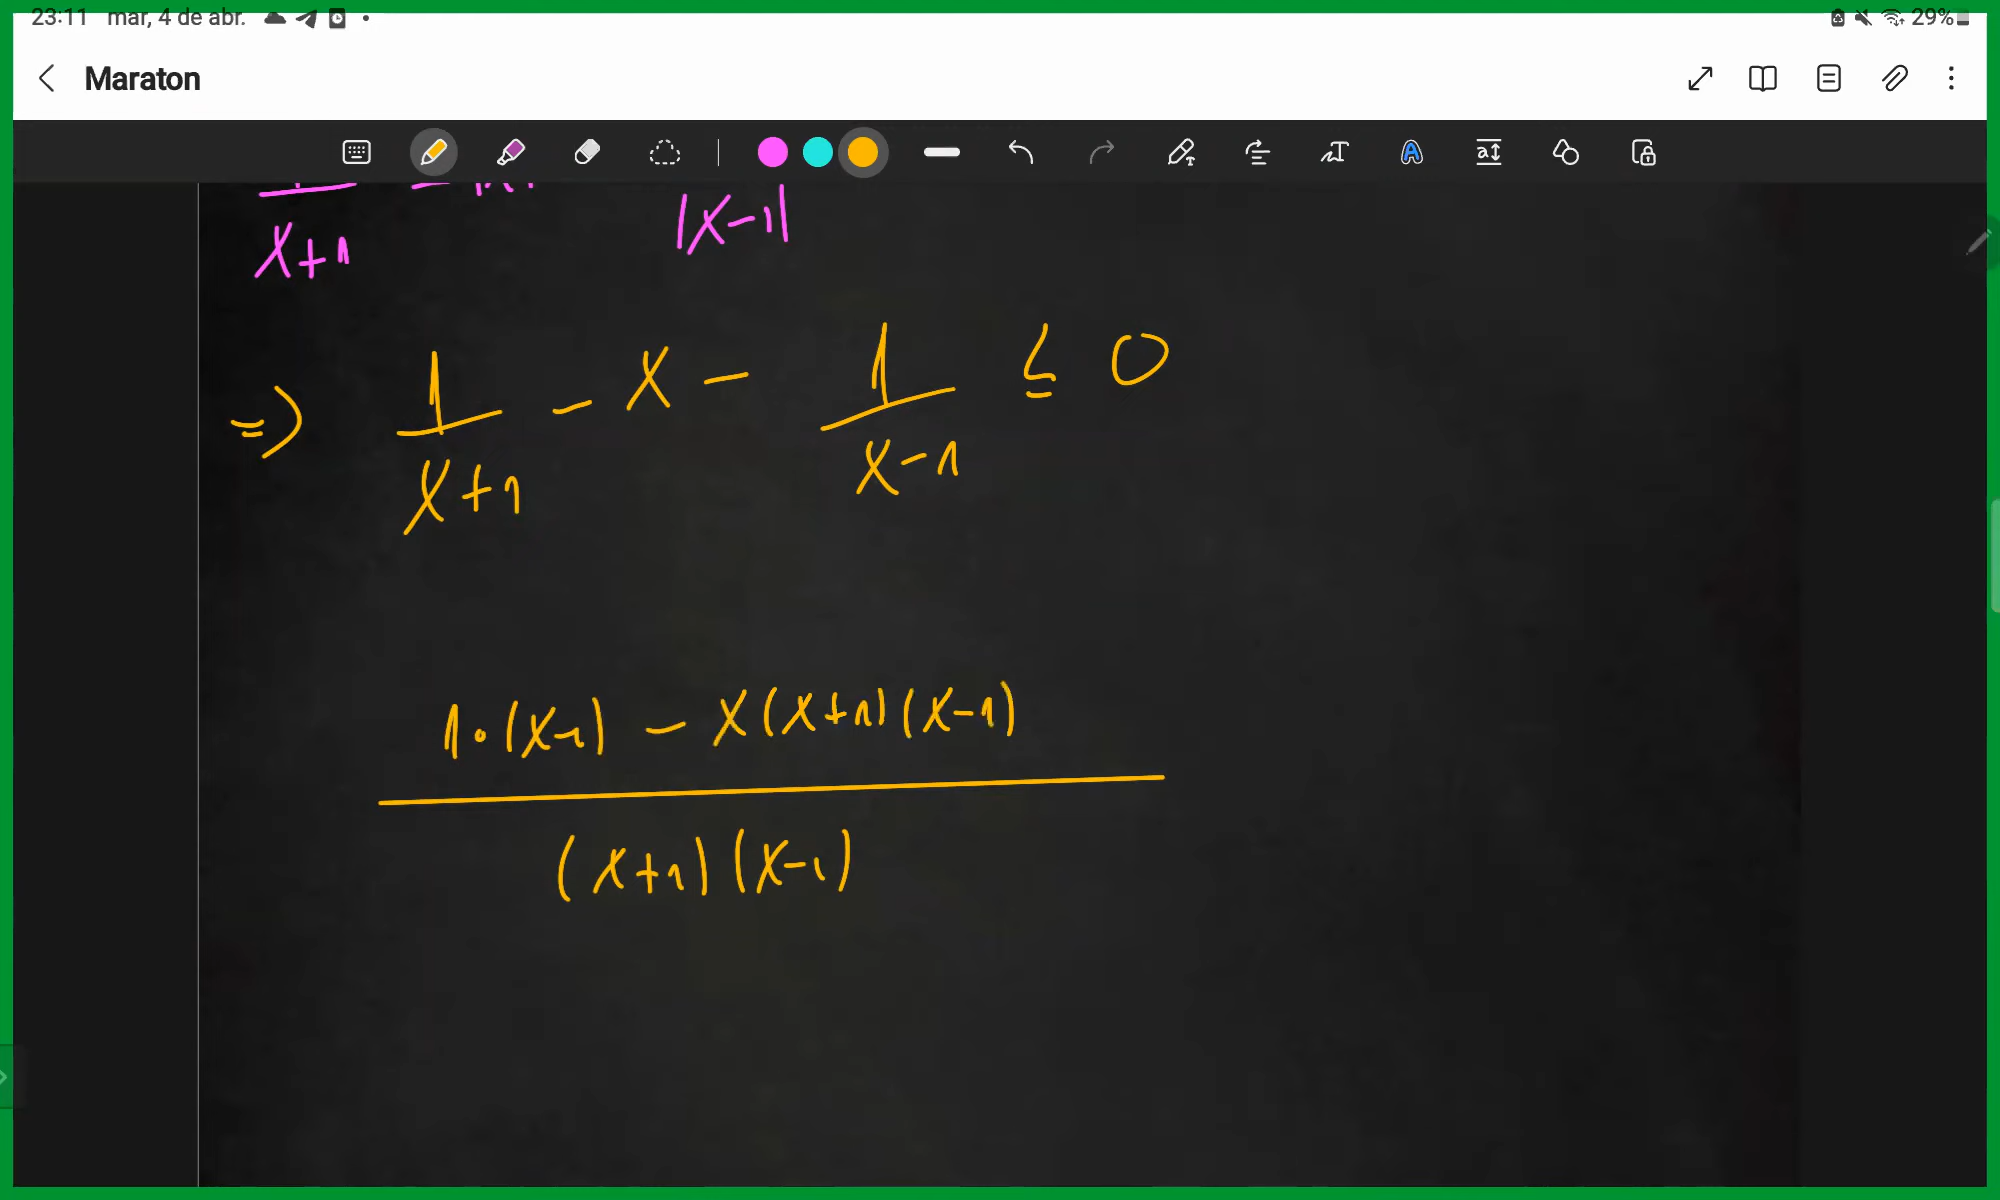 23:11 mar, 4 de abr. 29%
Maraton
x+1 |x-1|
=> 1/(x+1) - x - 1/(x-1) ≤ 0
1·(x-1) - x(x+1)(x-1)
(x+1)(x-1)